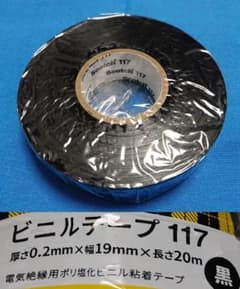 Scotch 117
ビニルテープ 117
厚さ0.2mm×幅19mm×長さ20m
黒
電気絶縁用ポリ塩化ビニル粘着テープ